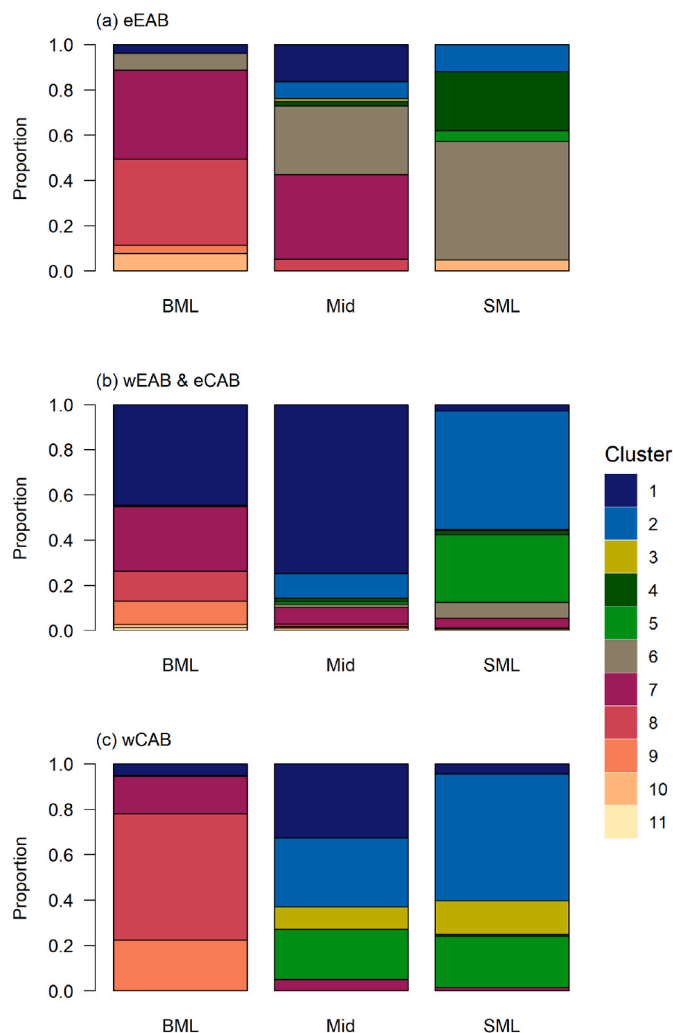 (a) eEAB
1.0
0.8
0.6
0.4
0.2
0.0
Proportion
BML Mid SML
(b) wEAB & eCAB
1.0
0.8
0.6
0.4
0.2
0.0
Proportion
BML Mid SML
(c) wCAB
1.0
0.8
0.6
0.4
0.2
0.0
Proportion
BML Mid SML
Cluster
1
2
3
4
5
6
7
8
9
10
11